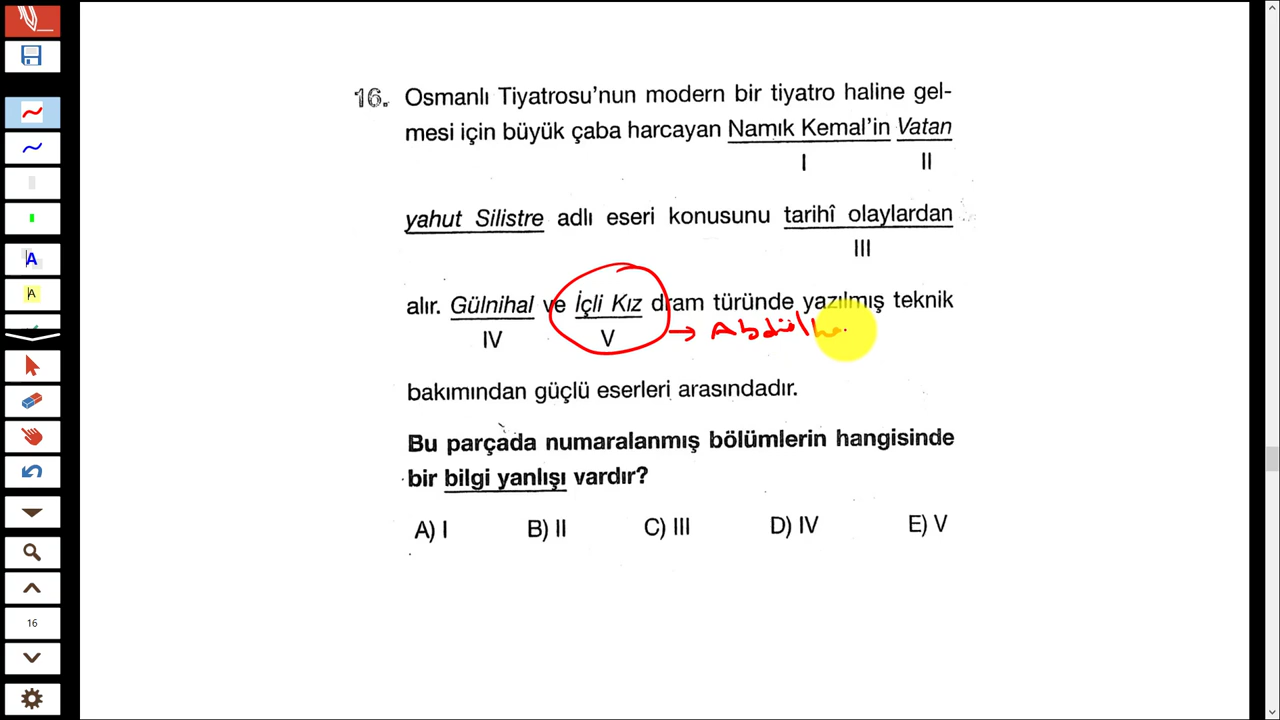 16. Osmanlı Tiyatrosu'nun modern bir tiyatro haline gel-
mesi için büyük çaba harcayan Namık Kemal'in Vatan
I II
yahut Silistre adlı eseri konusunu tarihî olaylardan
III
alır. Gülnihal ve İçli Kız dram türünde yazılmış teknik
IV V → Abdülha
bakımından güçlü eserleri arasındadır.
Bu parçada numaralanmış bölümlerin hangisinde
bir bilgi yanlışı vardır?
A) I B) II C) III D) IV E) V
A
A
16